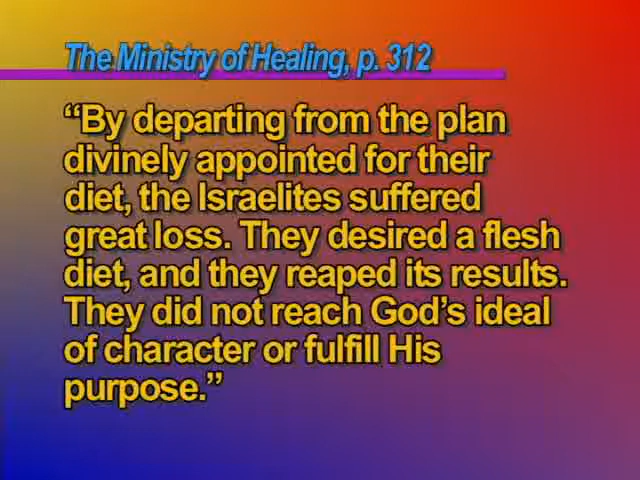 The Ministry of Healing, p. 312
“By departing from the plan
divinely appointed for their
diet, the Israelites suffered
great loss. They desired a flesh
diet, and they reaped its results.
They did not reach God’s ideal
of character or fulfill His
purpose.”